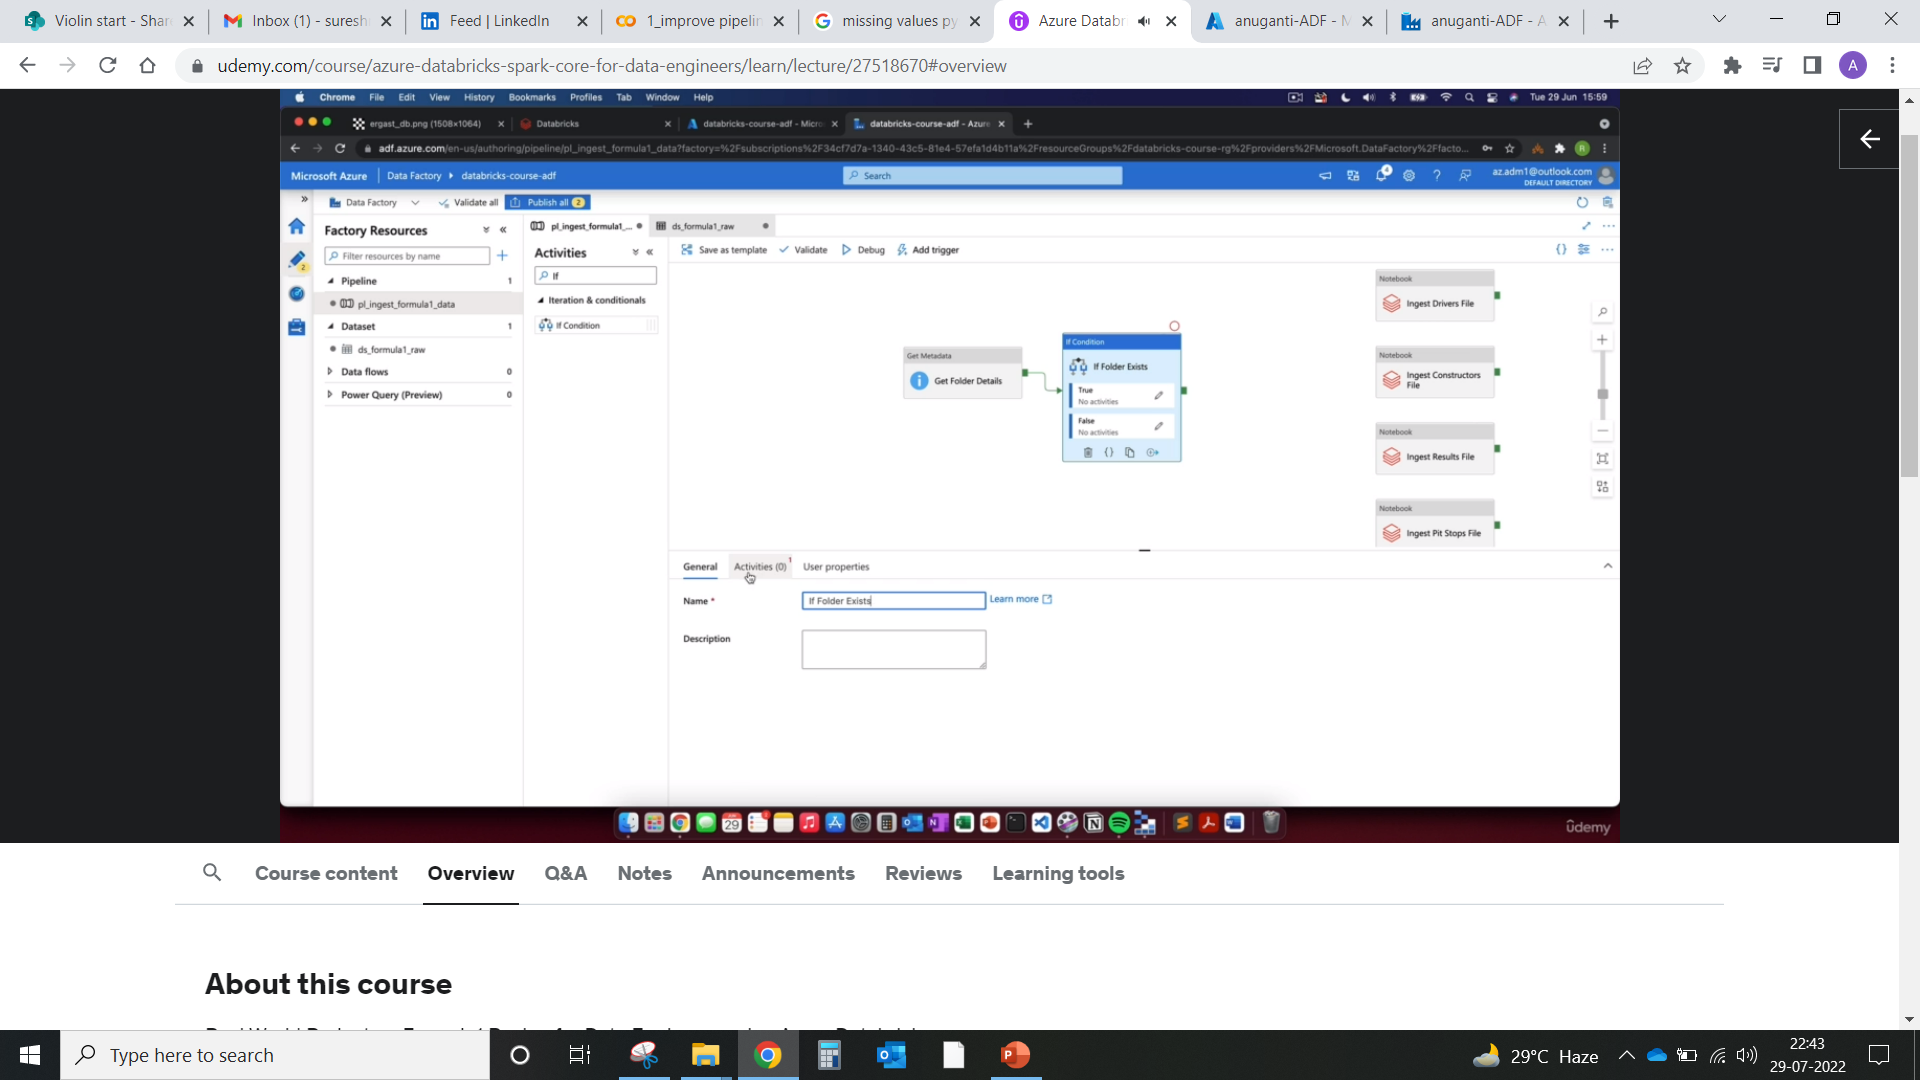 Violin start - Shar
Inbox (1) - suresh
Feed | LinkedIn
1_improve pipelin
missing values py
Azure Databr
anuganti-ADF - M
anuganti-ADF - A
udemy.com/course/azure-databricks-spark-core-for-data-engineers/learn/lecture/27518670#overview
A
Chrome File Edit View History Bookmarks Profiles Tab Window Help
Tue 29 Jun 15:59
ergast_db.png (1508×1064)
Databricks
databricks-course-adf - Micro
databricks-course-adf - Azure
adf.azure.com/en-us/authoring/pipeline/pl_ingest_formula1_data?factory=%2Fsubscriptions%2F34cf7d7a-1340-43c5-81e4-57efa1d4b11a%2FresourceGroups%2Fdatabricks-course-rg%2Fproviders%2FMicrosoft.DataFactory%2Ffacto...
Microsoft Azure
Data Factory
databricks-course-adf
Search
4
az.adm1@outlook.com
DEFAULT DIRECTORY
Data Factory
Validate all
Publish all 2
Factory Resources
Filter resources by name
2
Pipeline 1
pl_ingest_formula1_data
Dataset 1
ds_formula1_raw
Data flows 0
Power Query (Preview) 0
pl_ingest_formula1_...
ds_formula1_raw
Activities
If
Iteration & conditionals
If Condition
Save as template
Validate
Debug
Add trigger
Get Metadata
Get Folder Details
If Condition
If Folder Exists
True
No activities
False
No activities
Notebook
Ingest Drivers File
Notebook
Ingest Constructors
File
Notebook
Ingest Results File
Notebook
Ingest Pit Stops File
General
Activities (0) 1
User properties
Name *
If Folder Exists
Learn more
Description
JUN
29
ûdemy
Course content
Overview
Q&A
Notes
Announcements
Reviews
Learning tools
About this course
Type here to search
29°C Haze
22:43
29-07-2022